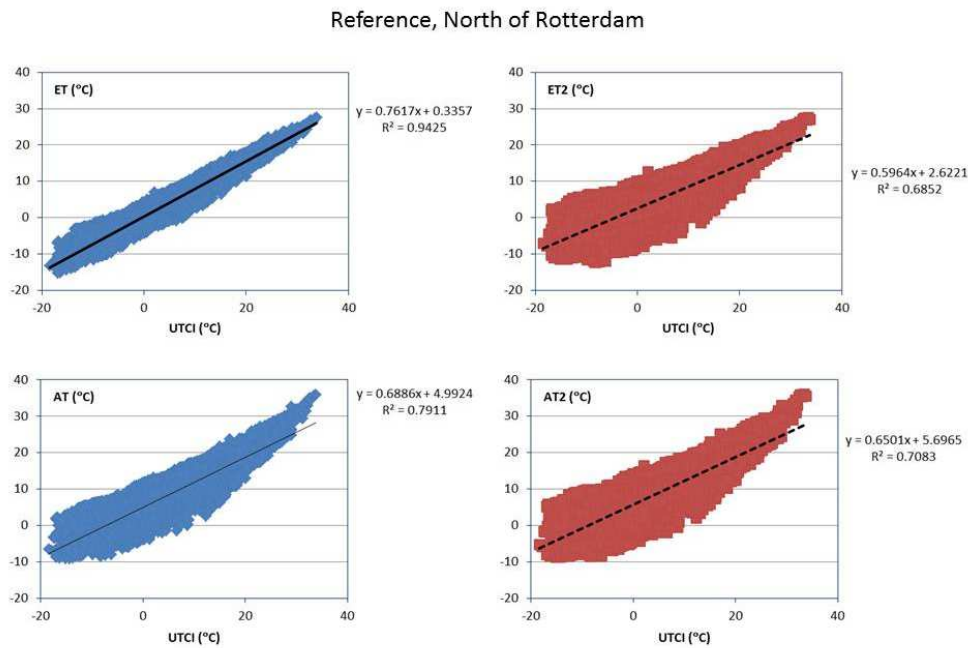 Reference, North of Rotterdam
40
30
20
10
0
-10
-20
ET (°C)
y = 0.7617x + 0.3357
R² = 0.9425
-20 0 20 40
UTCI (°C)
40
30
20
10
0
-10
-20
ET2 (°C)
y = 0.5964x + 2.6221
R² = 0.6852
-20 0 20 40
UTCI (°C)
40
30
20
10
0
-10
-20
AT (°C)
y = 0.6886x + 4.9924
R² = 0.7911
-20 0 20 40
UTCI (°C)
40
30
20
10
0
-10
-20
AT2 (°C)
y = 0.6501x + 5.6965
R² = 0.7083
-20 0 20 40
UTCI (°C)